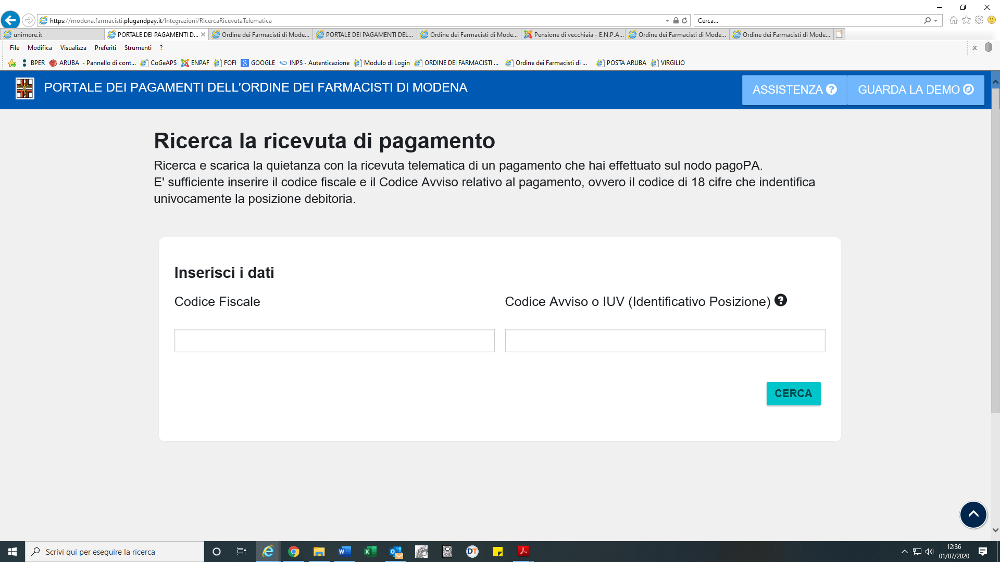 https://modena.farmacisti.plugandpay.it/Integrazioni/RicercaRicevutaTelematica
Cerca...
unimore.it
PORTALE DEI PAGAMENTI D...
Ordine dei Farmacisti di Mode...
PORTALE DEI PAGAMENTI DEL...
Ordine dei Farmacisti di Mode...
Pensione di vecchiaia - E.N.P.A...
Ordine dei Farmacisti di Mode...
Ordine dei Farmacisti di Mode...
File Modifica Visualizza Preferiti Strumenti ?
BPER ARUBA - Pannello di cont... CoGeAPS ENPAF FOFI GOOGLE INPS - Autenticazione Modulo di Login ORDINE DEI FARMACISTI ... Ordine dei Farmacisti di ... POSTA ARUBA VIRGILIO
PORTALE DEI PAGAMENTI DELL'ORDINE DEI FARMACISTI DI MODENA
ASSISTENZA ?
GUARDA LA DEMO
Ricerca la ricevuta di pagamento
Ricerca e scarica la quietanza con la ricevuta telematica di un pagamento che hai effettuato sul nodo pagoPA.
E' sufficiente inserire il codice fiscale e il Codice Avviso relativo al pagamento, ovvero il codice di 18 cifre che indentifica
univocamente la posizione debitoria.
Inserisci i dati
Codice Fiscale
Codice Avviso o IUV (Identificativo Posizione) ?
CERCA
Scrivi qui per eseguire la ricerca
DT
12:36
01/07/2020